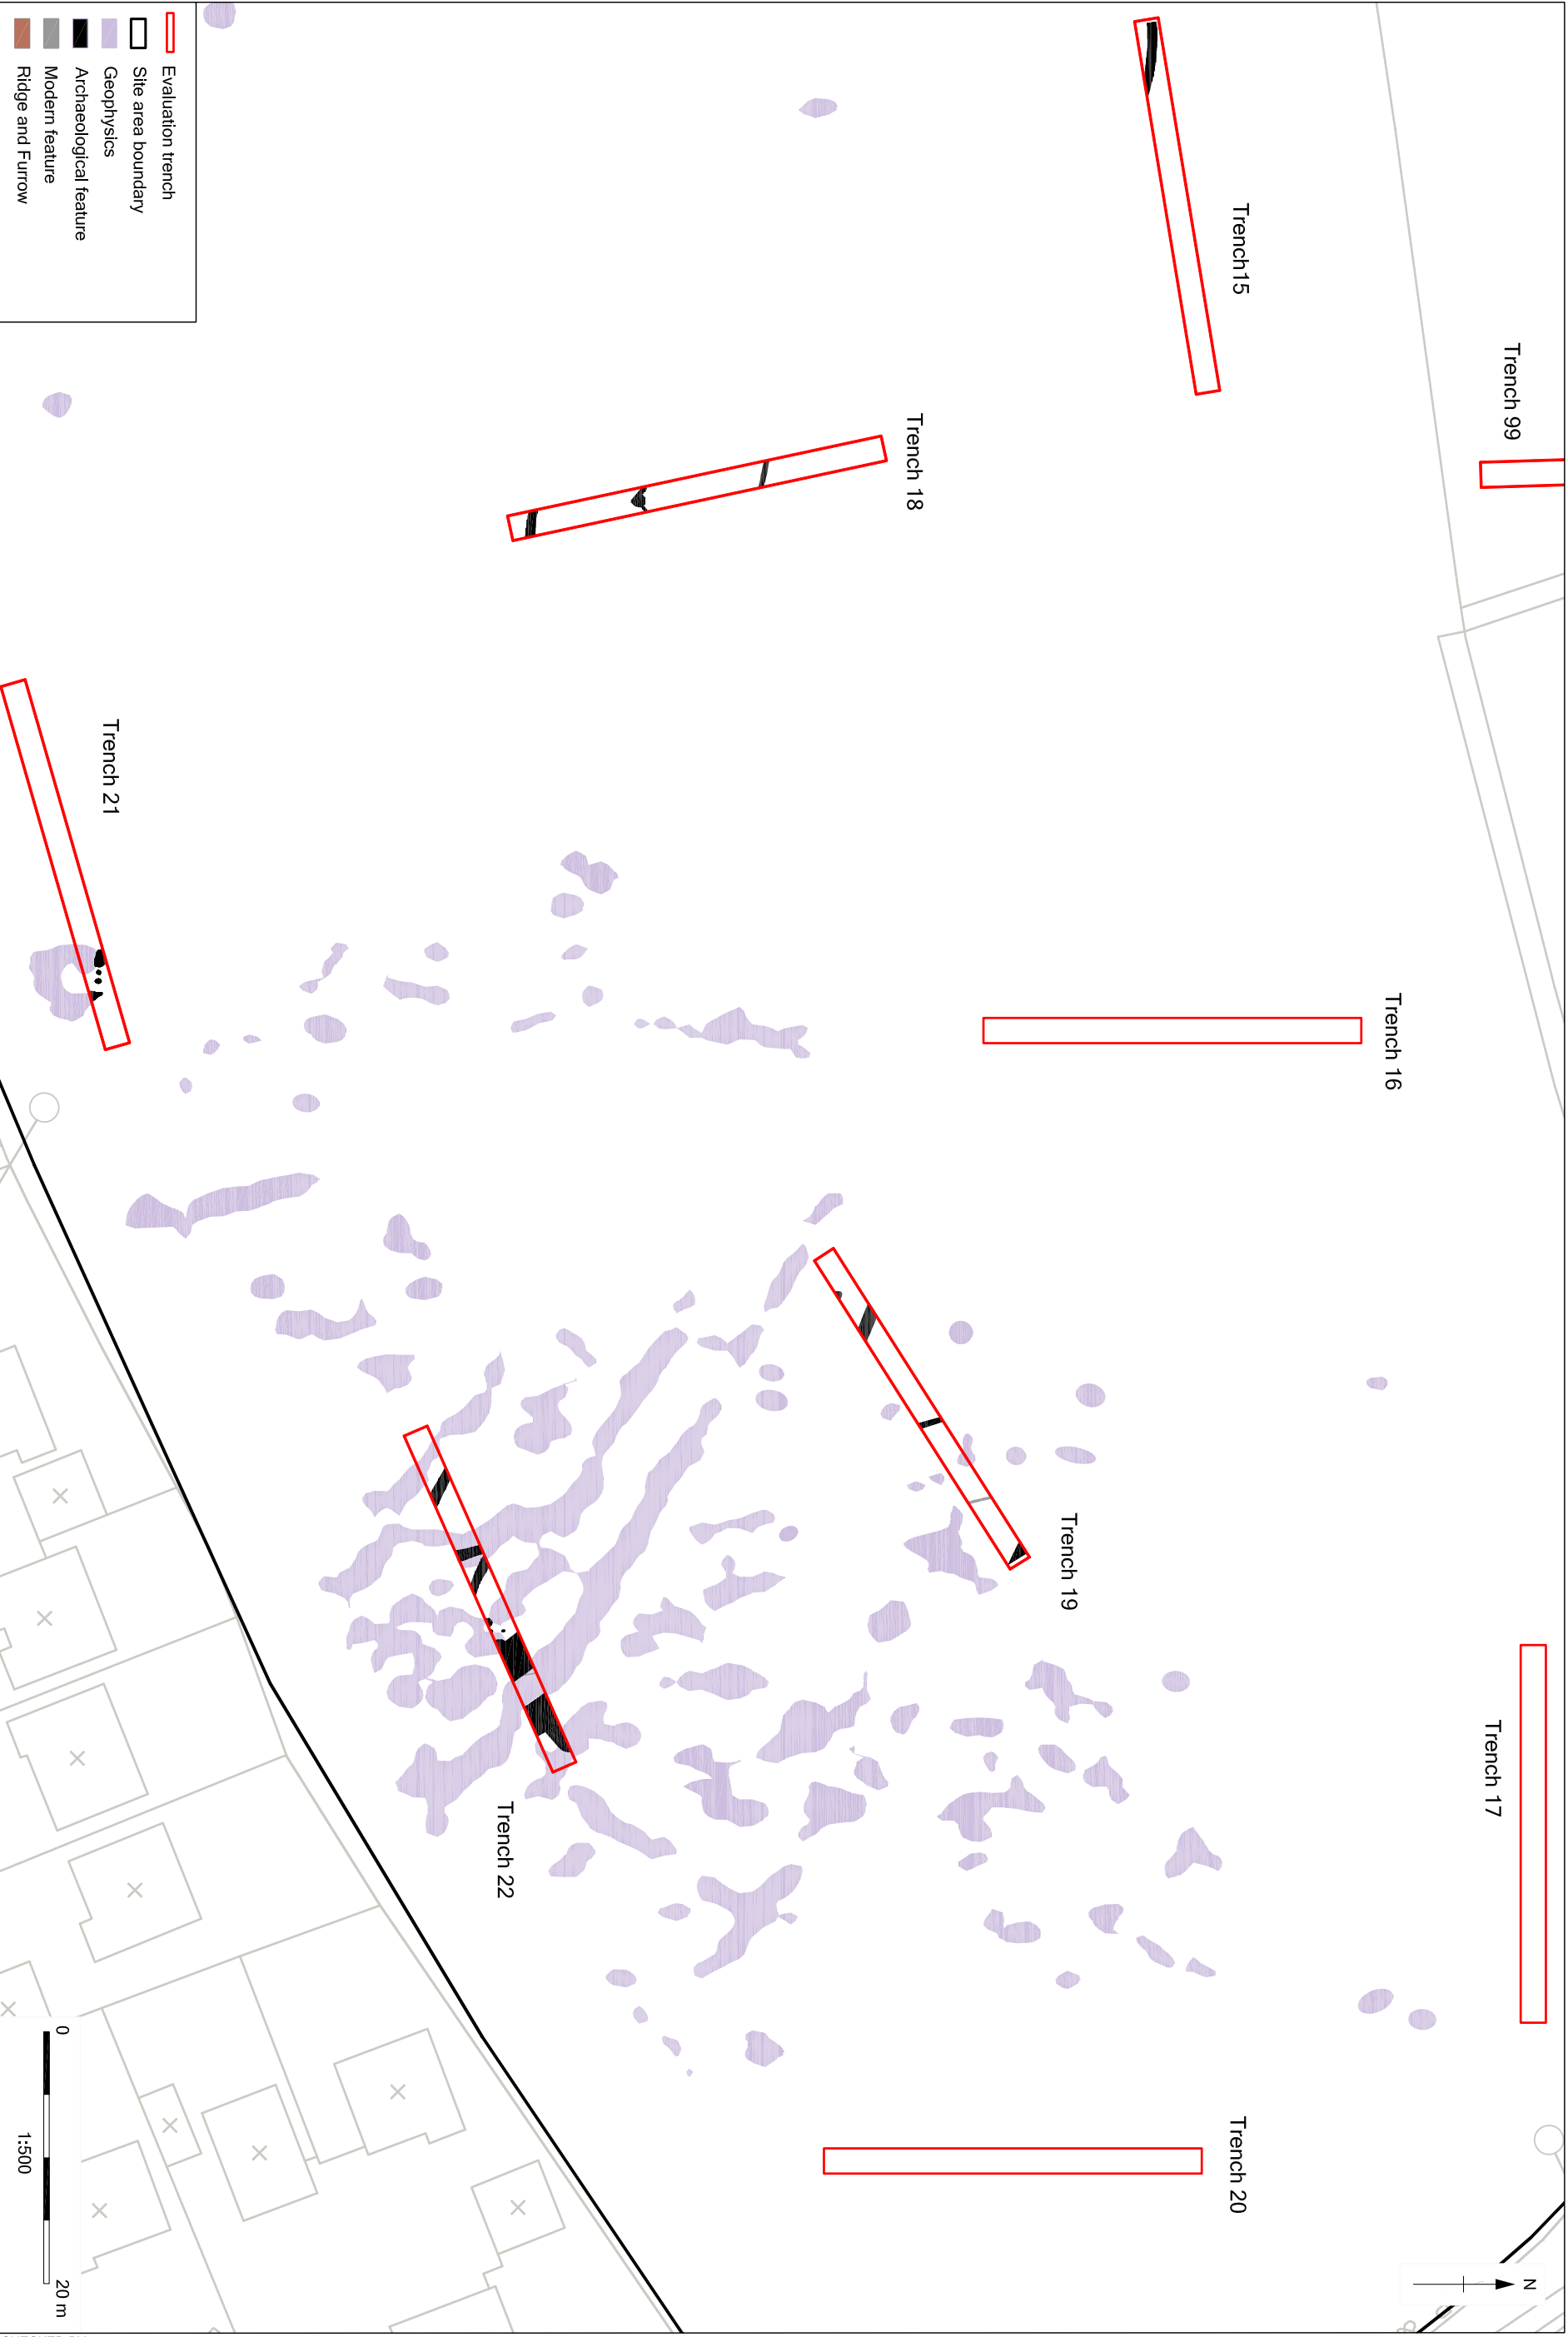 Trench 99
Trench15
Trench 18
Trench 16
Trench 17
Trench 19
Trench 20
Trench 21
Trench 22
N
Evaluation trench
Site area boundary
Geophysics
Archaeological feature
Modern feature
Ridge and Furrow
0
20 m
1:500